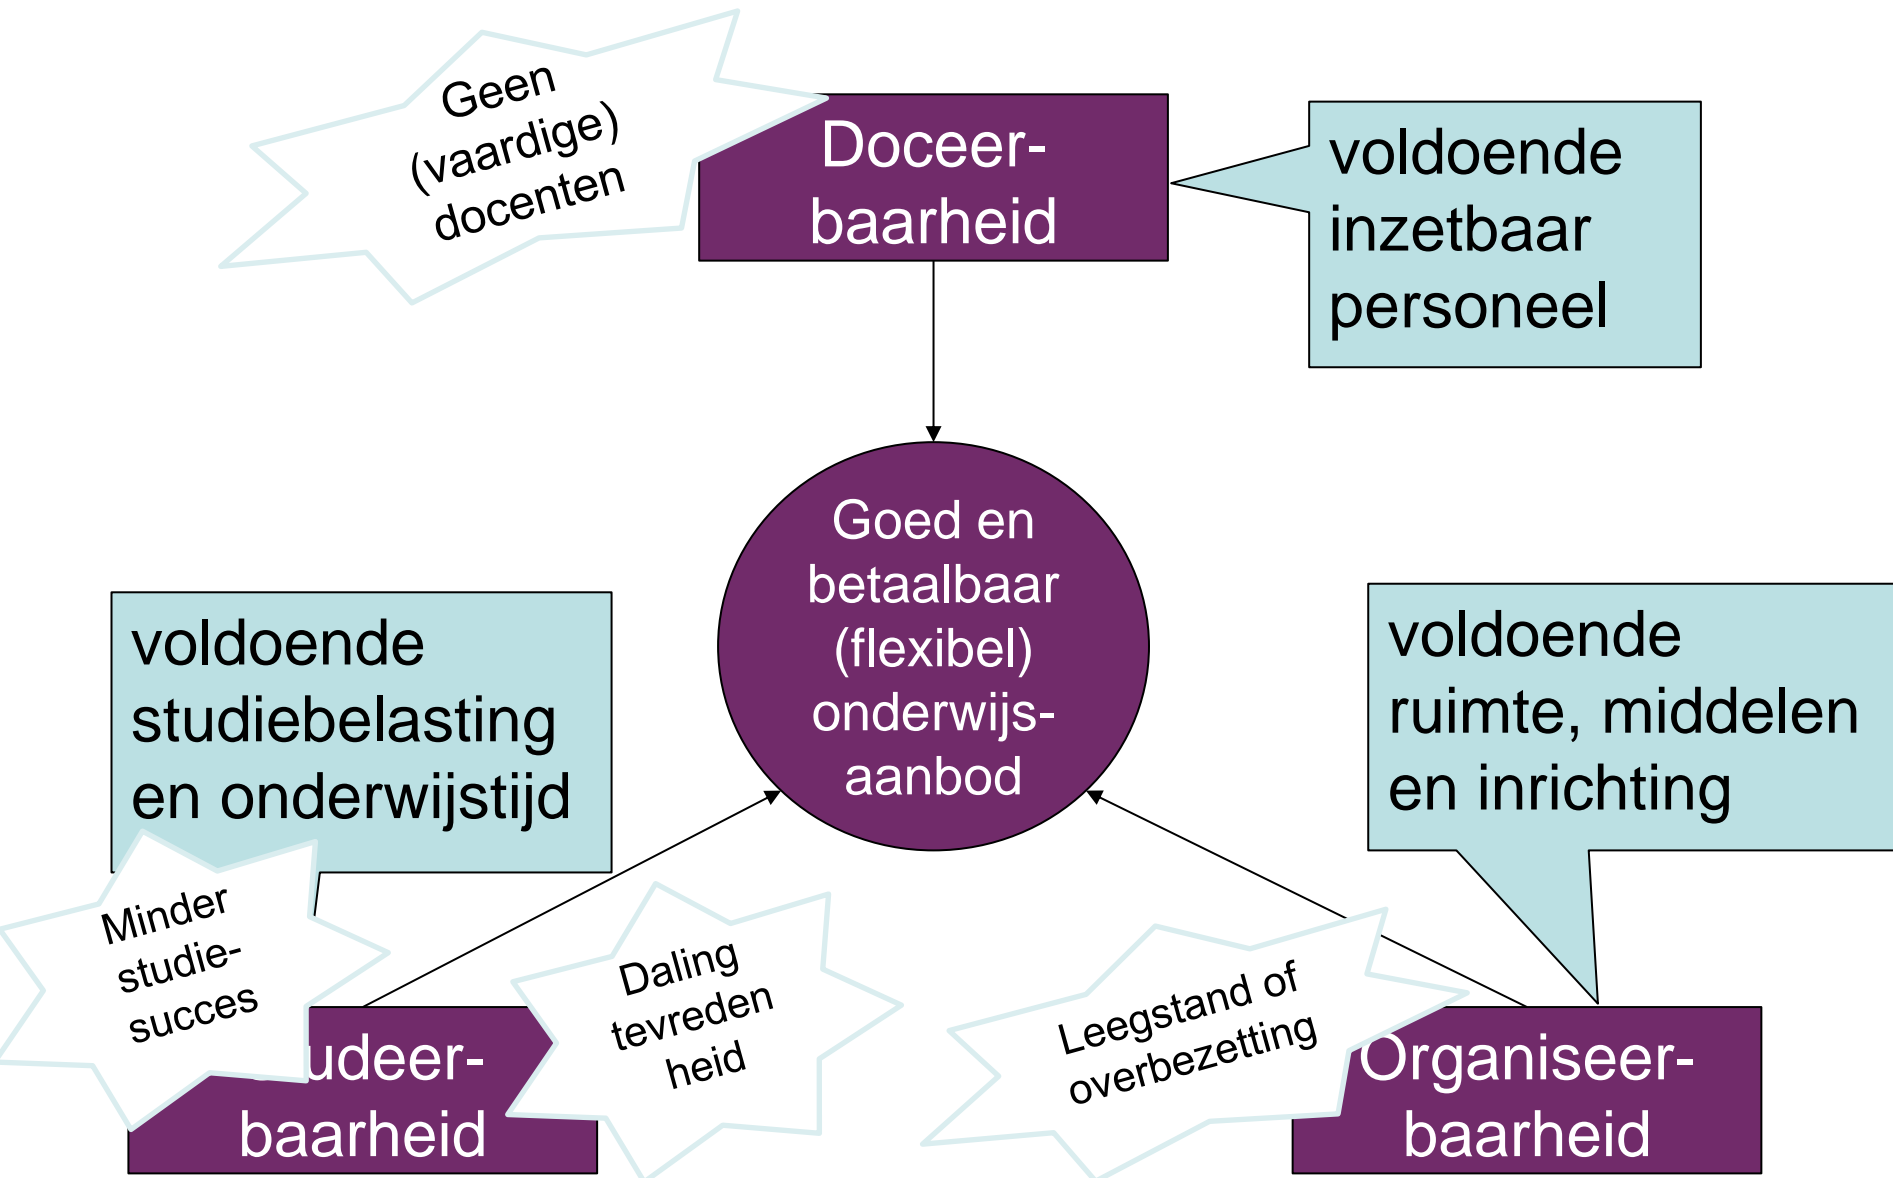 Geen
(vaardige)
docenten
Doceer-
baarheid
voldoende
inzetbaar
personeel
Goed en
betaalbaar
(flexibel)
onderwijs-
aanbod
voldoende
studiebelasting
en onderwijstijd
voldoende
ruimte, middelen
en inrichting
Minder
studie-
succes
Daling
tevreden
heid
Leegstand of
overbezetting
udeer-
baarheid
Organiseer-
baarheid